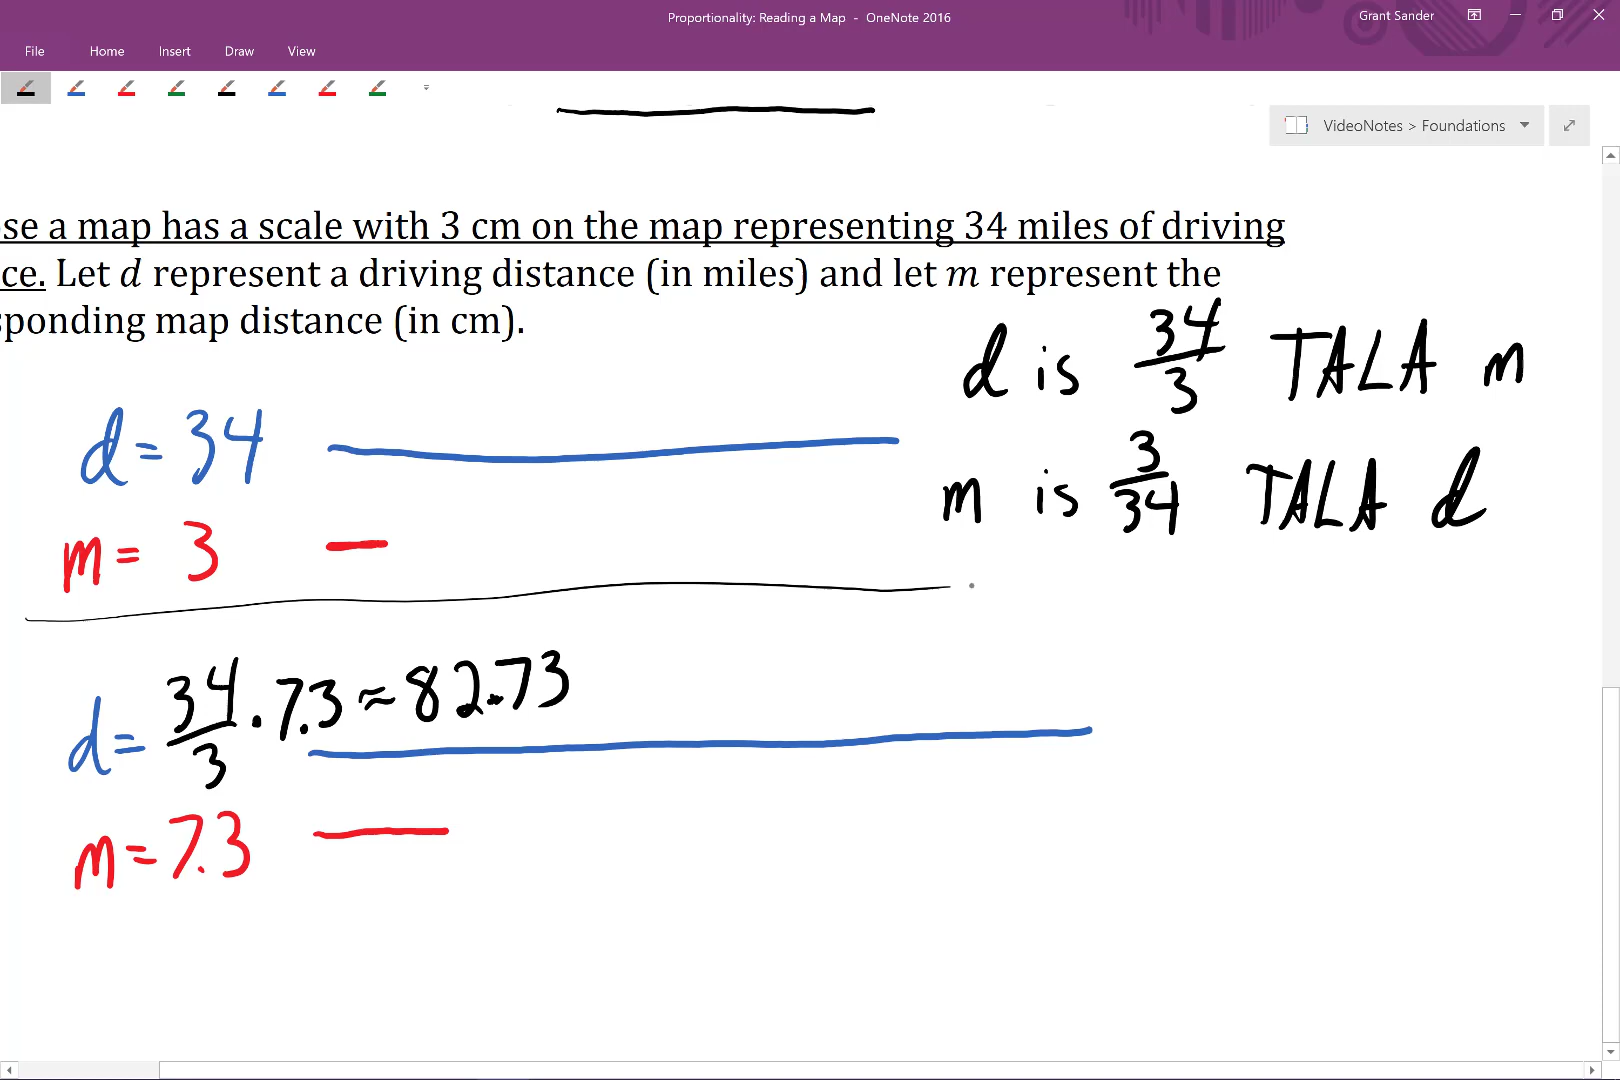 Proportionality: Reading a Map - OneNote 2016
Grant Sander
File Home Insert Draw View
VideoNotes > Foundations
se a map has a scale with 3 cm on the map representing 34 miles of driving
ce. Let d represent a driving distance (in miles) and let m represent the
sponding map distance (in cm).
d is 34/3 TALA m
m is 3/34 TALA d
d = 34
m = 3
d = 34/3 · 7.3 ≈ 82.73
m = 7.3